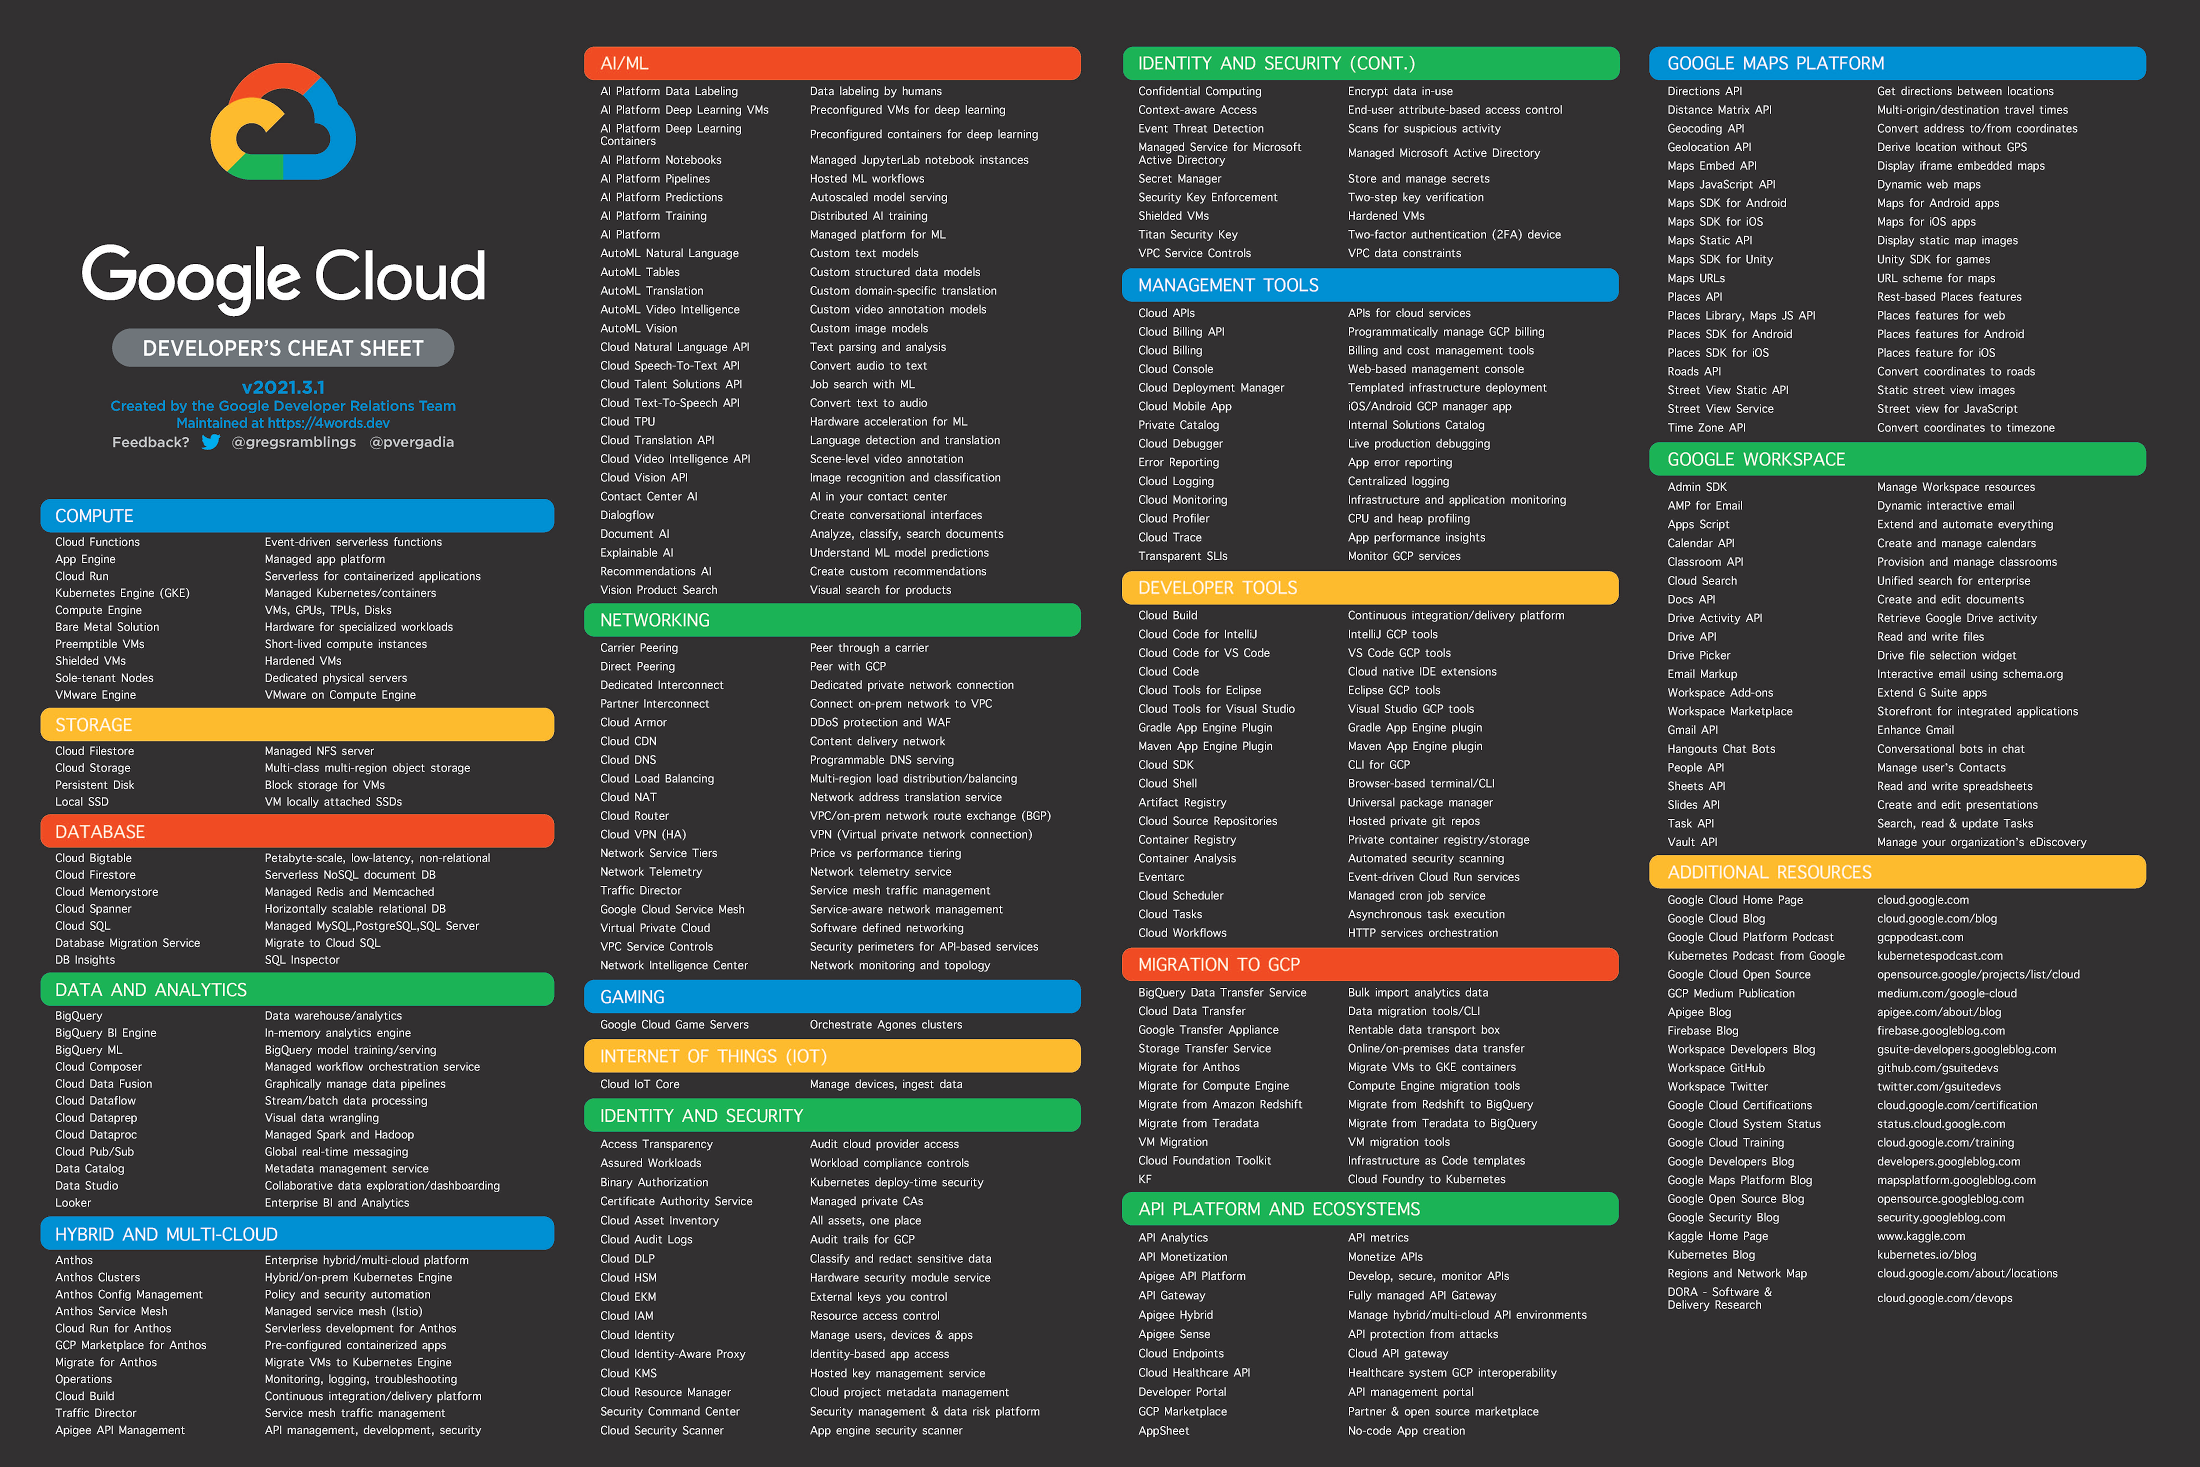 Google Cloud
DEVELOPER'S CHEAT SHEET
v2021.3.1
Created by the Google Developer Relations Team
Maintained at https://4words.dev
Feedback? @gregsramblings @pvergadia
COMPUTE
Cloud Functions Event-driven serverless functions
App Engine Managed app platform
Cloud Run Serverless for containerized applications
Kubernetes Engine (GKE) Managed Kubernetes/containers
Compute Engine VMs, GPUs, TPUs, Disks
Bare Metal Solution Hardware for specialized workloads
Preemptible VMs Short-lived compute instances
Shielded VMs Hardened VMs
Sole-tenant Nodes Dedicated physical servers
VMware Engine VMware on Compute Engine
STORAGE
Cloud Filestore Managed NFS server
Cloud Storage Multi-class multi-region object storage
Persistent Disk Block storage for VMs
Local SSD VM locally attached SSDs
DATABASE
Cloud Bigtable Petabyte-scale, low-latency, non-relational
Cloud Firestore Serverless NoSQL document DB
Cloud Memorystore Managed Redis and Memcached
Cloud Spanner Horizontally scalable relational DB
Cloud SQL Managed MySQL,PostgreSQL,SQL Server
Database Migration Service Migrate to Cloud SQL
DB Insights SQL Inspector
DATA AND ANALYTICS
BigQuery Data warehouse/analytics
BigQuery BI Engine In-memory analytics engine
BigQuery ML BigQuery model training/serving
Cloud Composer Managed workflow orchestration service
Cloud Data Fusion Graphically manage data pipelines
Cloud Dataflow Stream/batch data processing
Cloud Dataprep Visual data wrangling
Cloud Dataproc Managed Spark and Hadoop
Cloud Pub/Sub Global real-time messaging
Data Catalog Metadata management service
Data Studio Collaborative data exploration/dashboarding
Looker Enterprise BI and Analytics
HYBRID AND MULTI-CLOUD
Anthos Enterprise hybrid/multi-cloud platform
Anthos Clusters Hybrid/on-prem Kubernetes Engine
Anthos Config Management Policy and security automation
Anthos Service Mesh Managed service mesh (Istio)
Cloud Run for Anthos Servlerless development for Anthos
GCP Marketplace for Anthos Pre-configured containerized apps
Migrate for Anthos Migrate VMs to Kubernetes Engine
Operations Monitoring, logging, troubleshooting
Cloud Build Continuous integration/delivery platform
Traffic Director Service mesh traffic management
Apigee API Management API management, development, security
AI/ML
AI Platform Data Labeling Data labeling by humans
AI Platform Deep Learning VMs Preconfigured VMs for deep learning
AI Platform Deep Learning
Containers Preconfigured containers for deep learning
AI Platform Notebooks Managed JupyterLab notebook instances
AI Platform Pipelines Hosted ML workflows
AI Platform Predictions Autoscaled model serving
AI Platform Training Distributed AI training
AI Platform Managed platform for ML
AutoML Natural Language Custom text models
AutoML Tables Custom structured data models
AutoML Translation Custom domain-specific translation
AutoML Video Intelligence Custom video annotation models
AutoML Vision Custom image models
Cloud Natural Language API Text parsing and analysis
Cloud Speech-To-Text API Convert audio to text
Cloud Talent Solutions API Job search with ML
Cloud Text-To-Speech API Convert text to audio
Cloud TPU Hardware acceleration for ML
Cloud Translation API Language detection and translation
Cloud Video Intelligence API Scene-level video annotation
Cloud Vision API Image recognition and classification
Contact Center AI AI in your contact center
Dialogflow Create conversational interfaces
Document AI Analyze, classify, search documents
Explainable AI Understand ML model predictions
Recommendations AI Create custom recommendations
Vision Product Search Visual search for products
NETWORKING
Carrier Peering Peer through a carrier
Direct Peering Peer with GCP
Dedicated Interconnect Dedicated private network connection
Partner Interconnect Connect on-prem network to VPC
Cloud Armor DDoS protection and WAF
Cloud CDN Content delivery network
Cloud DNS Programmable DNS serving
Cloud Load Balancing Multi-region load distribution/balancing
Cloud NAT Network address translation service
Cloud Router VPC/on-prem network route exchange (BGP)
Cloud VPN (HA) VPN (Virtual private network connection)
Network Service Tiers Price vs performance tiering
Network Telemetry Network telemetry service
Traffic Director Service mesh traffic management
Google Cloud Service Mesh Service-aware network management
Virtual Private Cloud Software defined networking
VPC Service Controls Security perimeters for API-based services
Network Intelligence Center Network monitoring and topology
GAMING
Google Cloud Game Servers Orchestrate Agones clusters
INTERNET OF THINGS (IOT)
Cloud IoT Core Manage devices, ingest data
IDENTITY AND SECURITY
Access Transparency Audit cloud provider access
Assured Workloads Workload compliance controls
Binary Authorization Kubernetes deploy-time security
Certificate Authority Service Managed private CAs
Cloud Asset Inventory All assets, one place
Cloud Audit Logs Audit trails for GCP
Cloud DLP Classify and redact sensitive data
Cloud HSM Hardware security module service
Cloud EKM External keys you control
Cloud IAM Resource access control
Cloud Identity Manage users, devices & apps
Cloud Identity-Aware Proxy Identity-based app access
Cloud KMS Hosted key management service
Cloud Resource Manager Cloud project metadata management
Security Command Center Security management & data risk platform
Cloud Security Scanner App engine security scanner
IDENTITY AND SECURITY (CONT.)
Confidential Computing Encrypt data in-use
Context-aware Access End-user attribute-based access control
Event Threat Detection Scans for suspicious activity
Managed Service for Microsoft
Active Directory Managed Microsoft Active Directory
Secret Manager Store and manage secrets
Security Key Enforcement Two-step key verification
Shielded VMs Hardened VMs
Titan Security Key Two-factor authentication (2FA) device
VPC Service Controls VPC data constraints
MANAGEMENT TOOLS
Cloud APIs APIs for cloud services
Cloud Billing API Programmatically manage GCP billing
Cloud Billing Billing and cost management tools
Cloud Console Web-based management console
Cloud Deployment Manager Templated infrastructure deployment
Cloud Mobile App iOS/Android GCP manager app
Private Catalog Internal Solutions Catalog
Cloud Debugger Live production debugging
Error Reporting App error reporting
Cloud Logging Centralized logging
Cloud Monitoring Infrastructure and application monitoring
Cloud Profiler CPU and heap profiling
Cloud Trace App performance insights
Transparent SLIs Monitor GCP services
DEVELOPER TOOLS
Cloud Build Continuous integration/delivery platform
Cloud Code for IntelliJ IntelliJ GCP tools
Cloud Code for VS Code VS Code GCP tools
Cloud Code Cloud native IDE extensions
Cloud Tools for Eclipse Eclipse GCP tools
Cloud Tools for Visual Studio Visual Studio GCP tools
Gradle App Engine Plugin Gradle App Engine plugin
Maven App Engine Plugin Maven App Engine plugin
Cloud SDK CLI for GCP
Cloud Shell Browser-based terminal/CLI
Artifact Registry Universal package manager
Cloud Source Repositories Hosted private git repos
Container Registry Private container registry/storage
Container Analysis Automated security scanning
Eventarc Event-driven Cloud Run services
Cloud Scheduler Managed cron job service
Cloud Tasks Asynchronous task execution
Cloud Workflows HTTP services orchestration
MIGRATION TO GCP
BigQuery Data Transfer Service Bulk import analytics data
Cloud Data Transfer Data migration tools/CLI
Google Transfer Appliance Rentable data transport box
Storage Transfer Service Online/on-premises data transfer
Migrate for Anthos Migrate VMs to GKE containers
Migrate for Compute Engine Compute Engine migration tools
Migrate from Amazon Redshift Migrate from Redshift to BigQuery
Migrate from Teradata Migrate from Teradata to BigQuery
VM Migration VM migration tools
Cloud Foundation Toolkit Infrastructure as Code templates
KF Cloud Foundry to Kubernetes
API PLATFORM AND ECOSYSTEMS
API Analytics API metrics
API Monetization Monetize APIs
Apigee API Platform Develop, secure, monitor APIs
API Gateway Fully managed API Gateway
Apigee Hybrid Manage hybrid/multi-cloud API environments
Apigee Sense API protection from attacks
Cloud Endpoints Cloud API gateway
Cloud Healthcare API Healthcare system GCP interoperability
Developer Portal API management portal
GCP Marketplace Partner & open source marketplace
AppSheet No-code App creation
GOOGLE MAPS PLATFORM
Directions API Get directions between locations
Distance Matrix API Multi-origin/destination travel times
Geocoding API Convert address to/from coordinates
Geolocation API Derive location without GPS
Maps Embed API Display iframe embedded maps
Maps JavaScript API Dynamic web maps
Maps SDK for Android Maps for Android apps
Maps SDK for iOS Maps for iOS apps
Maps Static API Display static map images
Maps SDK for Unity Unity SDK for games
Maps URLs URL scheme for maps
Places API Rest-based Places features
Places Library, Maps JS API Places features for web
Places SDK for Android Places features for Android
Places SDK for iOS Places feature for iOS
Roads API Convert coordinates to roads
Street View Static API Static street view images
Street View Service Street view for JavaScript
Time Zone API Convert coordinates to timezone
GOOGLE WORKSPACE
Admin SDK Manage Workspace resources
AMP for Email Dynamic interactive email
Apps Script Extend and automate everything
Calendar API Create and manage calendars
Classroom API Provision and manage classrooms
Cloud Search Unified search for enterprise
Docs API Create and edit documents
Drive Activity API Retrieve Google Drive activity
Drive API Read and write files
Drive Picker Drive file selection widget
Email Markup Interactive email using schema.org
Workspace Add-ons Extend G Suite apps
Workspace Marketplace Storefront for integrated applications
Gmail API Enhance Gmail
Hangouts Chat Bots Conversational bots in chat
People API Manage user's Contacts
Sheets API Read and write spreadsheets
Slides API Create and edit presentations
Task API Search, read & update Tasks
Vault API Manage your organization's eDiscovery
ADDITIONAL RESOURCES
Google Cloud Home Page cloud.google.com
Google Cloud Blog cloud.google.com/blog
Google Cloud Platform Podcast gcppodcast.com
Kubernetes Podcast from Google kubernetespodcast.com
Google Cloud Open Source opensource.google/projects/list/cloud
GCP Medium Publication medium.com/google-cloud
Apigee Blog apigee.com/about/blog
Firebase Blog firebase.googleblog.com
Workspace Developers Blog gsuite-developers.googleblog.com
Workspace GitHub github.com/gsuitedevs
Workspace Twitter twitter.com/gsuitedevs
Google Cloud Certifications cloud.google.com/certification
Google Cloud System Status status.cloud.google.com
Google Cloud Training cloud.google.com/training
Google Developers Blog developers.googleblog.com
Google Maps Platform Blog mapsplatform.googleblog.com
Google Open Source Blog opensource.googleblog.com
Google Security Blog security.googleblog.com
Kaggle Home Page www.kaggle.com
Kubernetes Blog kubernetes.io/blog
Regions and Network Map cloud.google.com/about/locations
DORA - Software &
Delivery Research cloud.google.com/devops